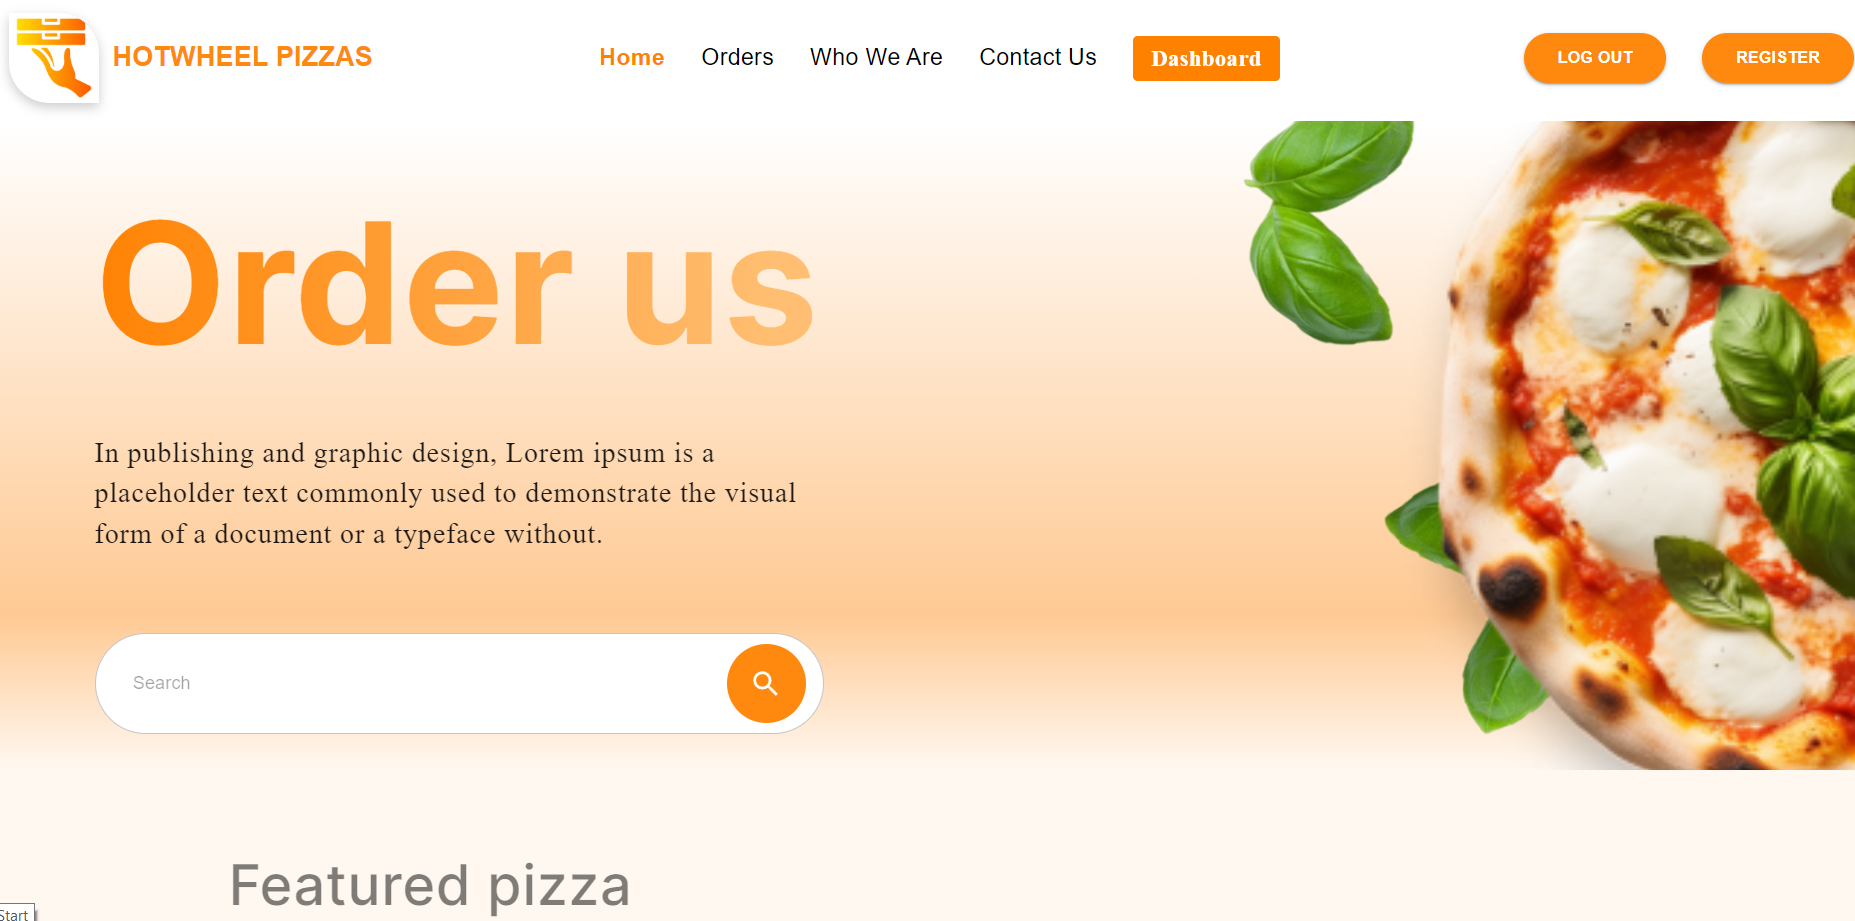 HOTWHEEL PIZZAS
Home Orders Who We Are Contact Us Dashboard
LOG OUT REGISTER
Order us
In publishing and graphic design, Lorem ipsum is a
placeholder text commonly used to demonstrate the visual
form of a document or a typeface without.
Search
Featured pizza
Start